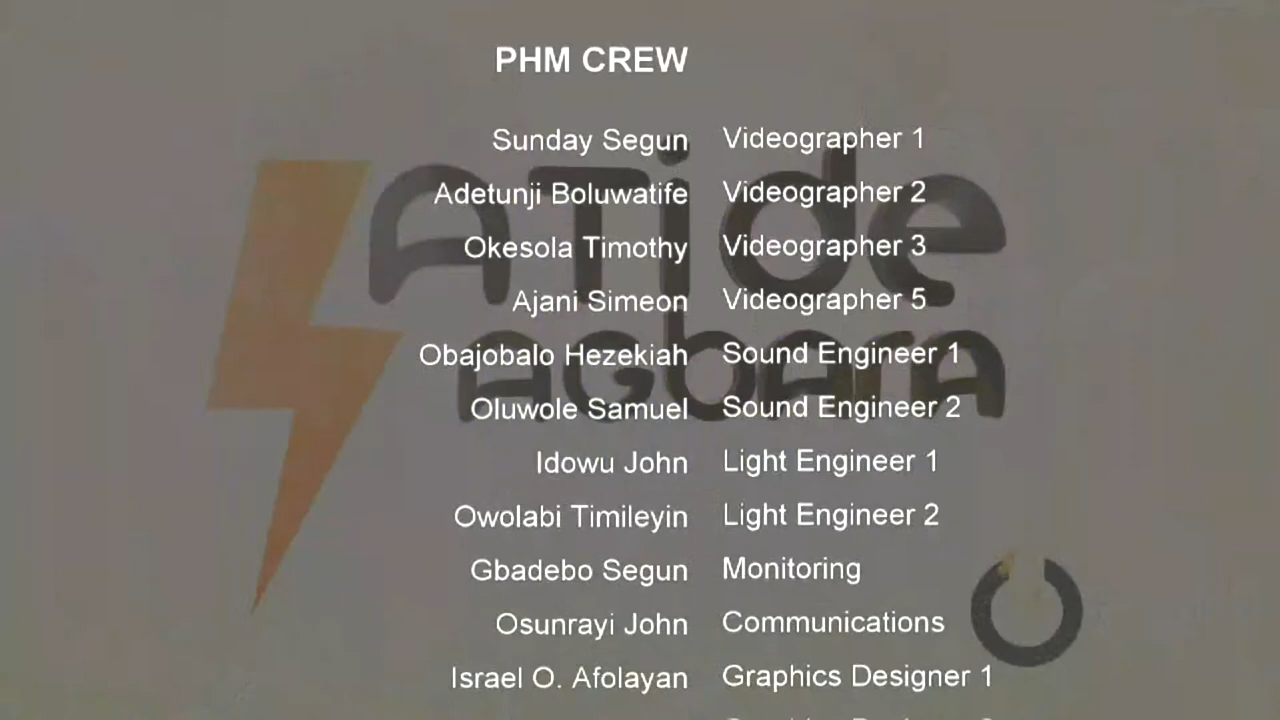 PHM CREW
Sunday Segun Videographer 1
Adetunji Boluwatife Videographer 2
Okesola Timothy Videographer 3
Ajani Simeon Videographer 5
Obajobalo Hezekiah Sound Engineer 1
Oluwole Samuel Sound Engineer 2
Idowu John Light Engineer 1
Owolabi Timileyin Light Engineer 2
Gbadebo Segun Monitoring
Osunrayi John Communications
Israel O. Afolayan Graphics Designer 1
ATide
AGbArA